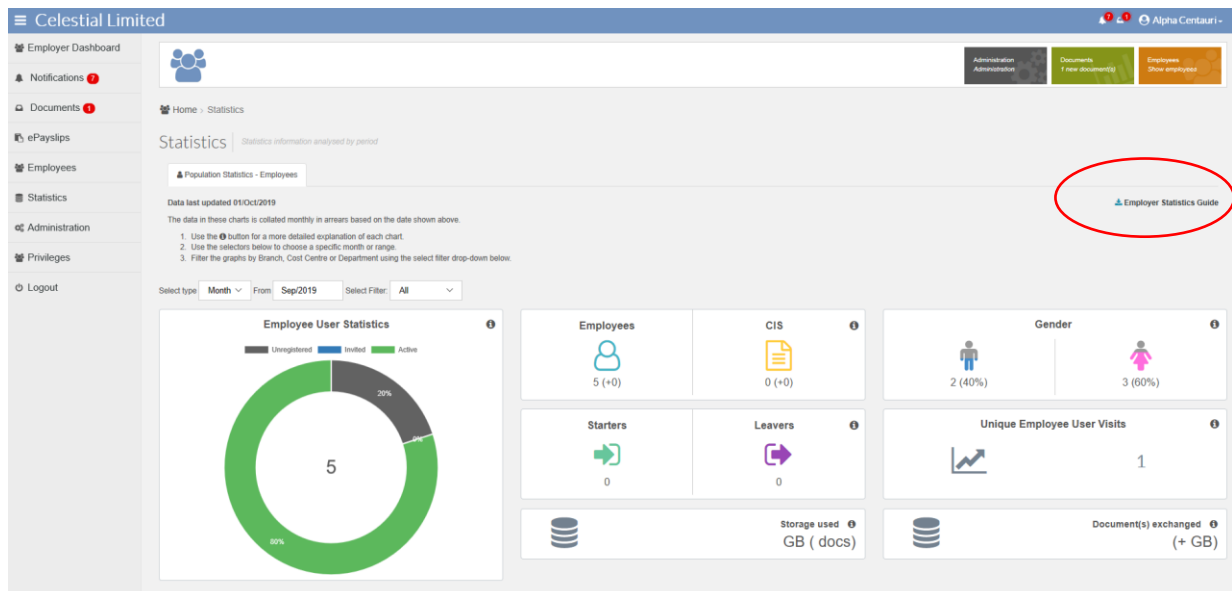 Celestial Limited
7 1 Alpha Centauri
Employer Dashboard
Notifications 7
Documents 1
ePayslips
Employees
Statistics
Administration
Privileges
Logout
Administration
Administration
Documents
1 new document(s)
Employees
Show employees
Home › Statistics
Statistics
Statistics information analysed by period
Population Statistics - Employees
Data last updated 01/Oct/2019
Employer Statistics Guide
The data in these charts is collated monthly in arrears based on the date shown above.
1. Use the button for a more detailed explanation of each chart.
2. Use the selectors below to choose a specific month or range.
3. Filter the graphs by Branch, Cost Centre or Department using the select filter drop-down below.
Select type Month From Sep/2019 Select Filter: All
Employee User Statistics
Unregistered Invited Active
20%
0%
5
80%
Employees
5 (+0)
CIS
0 (+0)
Gender
2 (40%)
3 (60%)
Starters
0
Leavers
0
Unique Employee User Visits
1
Storage used
GB ( docs)
Document(s) exchanged
(+ GB)